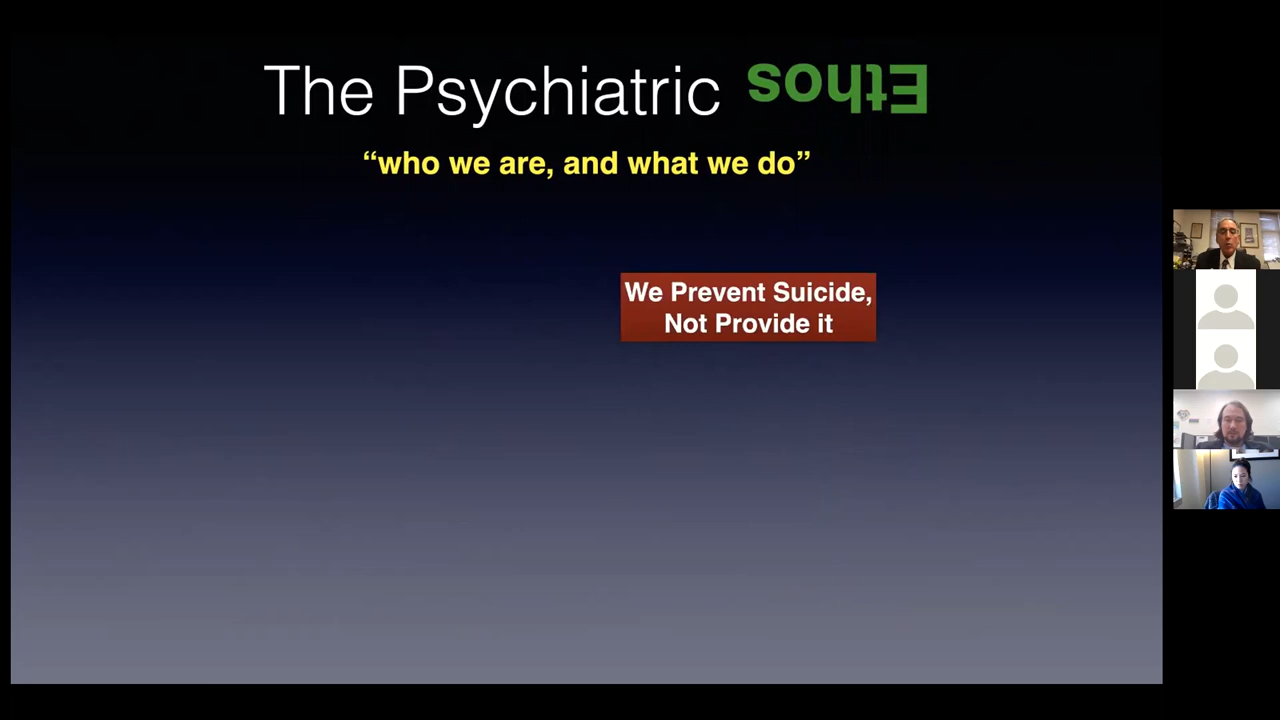 The Psychiatric Ethos
“who we are, and what we do”
We Prevent Suicide,
Not Provide it